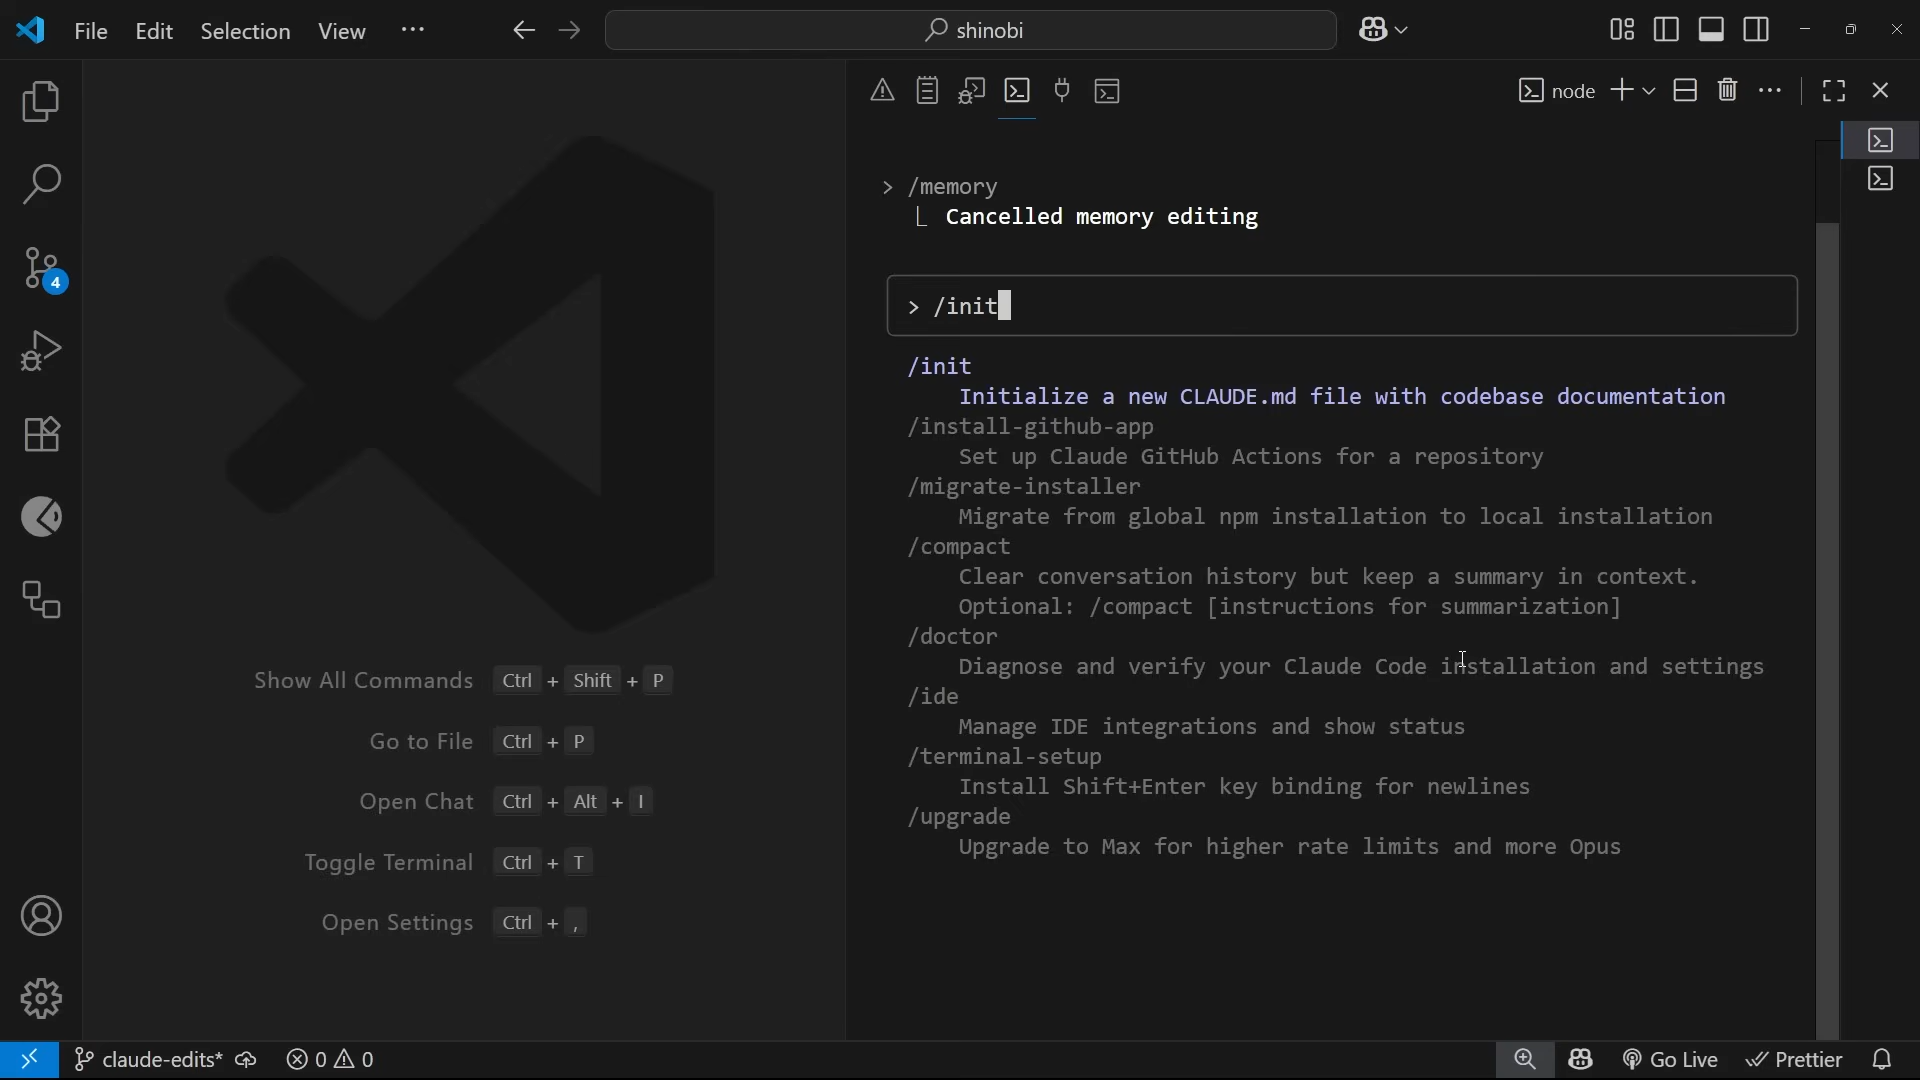 File Edit Selection View ···
shinobi
node
> /memory
⎿ Cancelled memory editing
> /init
/init
Initialize a new CLAUDE.md file with codebase documentation
/install-github-app
Set up Claude GitHub Actions for a repository
/migrate-installer
Migrate from global npm installation to local installation
/compact
Clear conversation history but keep a summary in context.
Optional: /compact [instructions for summarization]
/doctor
Diagnose and verify your Claude Code installation and settings
/ide
Manage IDE integrations and show status
/terminal-setup
Install Shift+Enter key binding for newlines
/upgrade
Upgrade to Max for higher rate limits and more Opus
4
Show All Commands Ctrl + Shift + P
Go to File Ctrl + P
Open Chat Ctrl + Alt + I
Toggle Terminal Ctrl + T
Open Settings Ctrl + ,
claude-edits* 0 0 Go Live Prettier